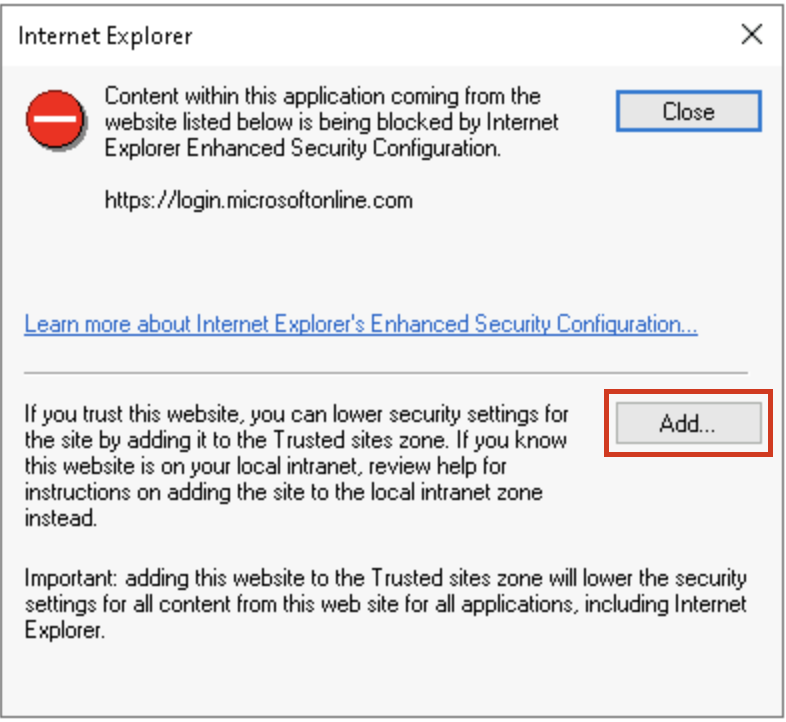 Internet Explorer
Content within this application coming from the
website listed below is being blocked by Internet
Explorer Enhanced Security Configuration.
Close
https://login.microsoftonline.com
Learn more about Internet Explorer's Enhanced Security Configuration...
If you trust this website, you can lower security settings for
the site by adding it to the Trusted sites zone. If you know
this website is on your local intranet, review help for
instructions on adding the site to the local intranet zone
instead.
Add...
Important: adding this website to the Trusted sites zone will lower the security
settings for all content from this web site for all applications, including Internet
Explorer.